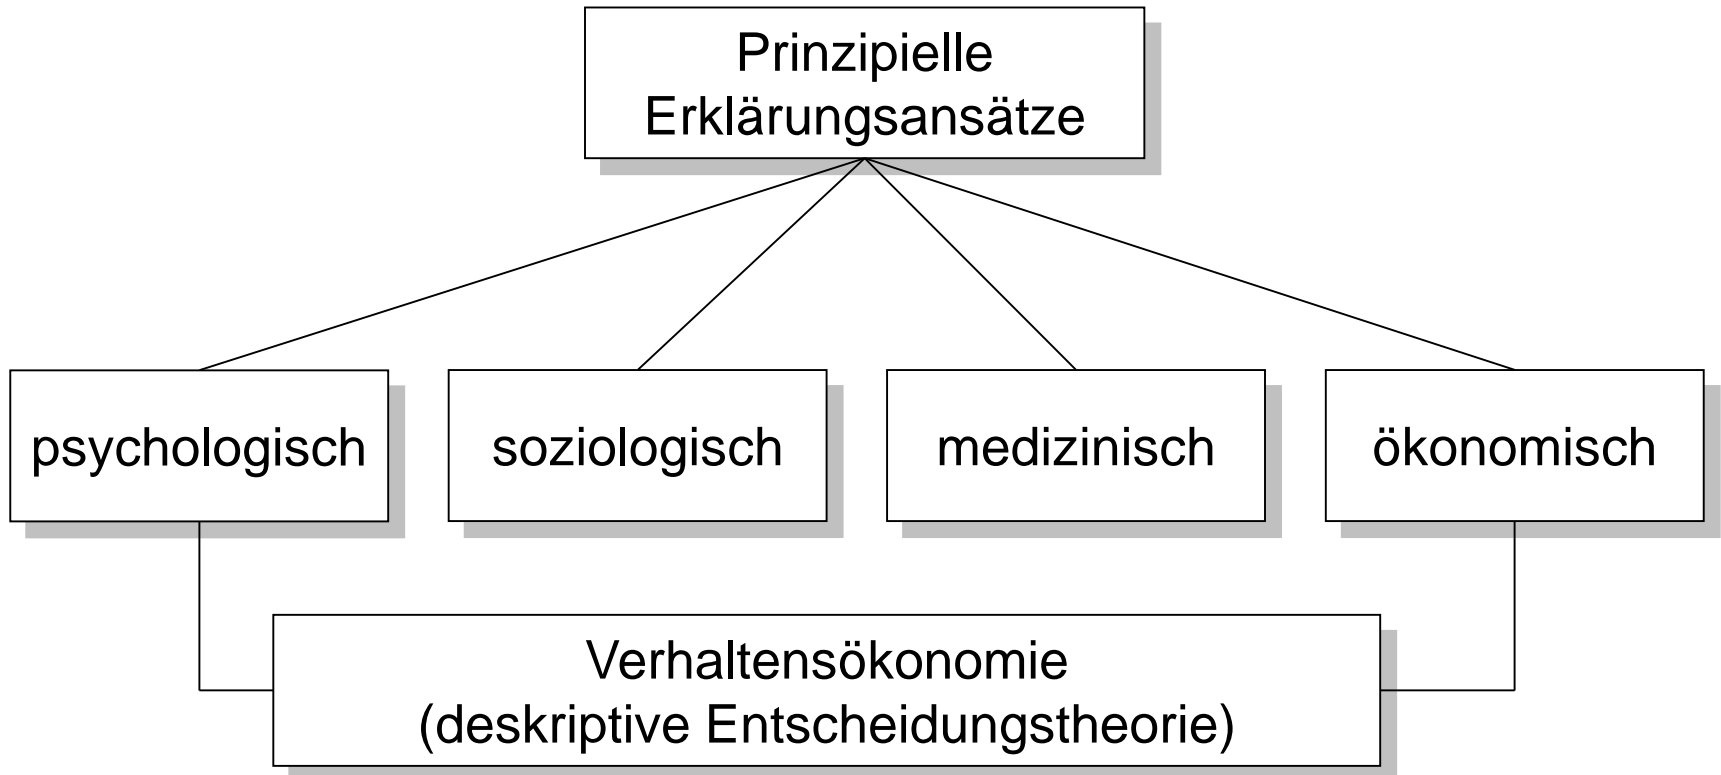 Prinzipielle
Erklärungsansätze
psychologisch
soziologisch
medizinisch
ökonomisch
Verhaltensökonomie
(deskriptive Entscheidungstheorie)